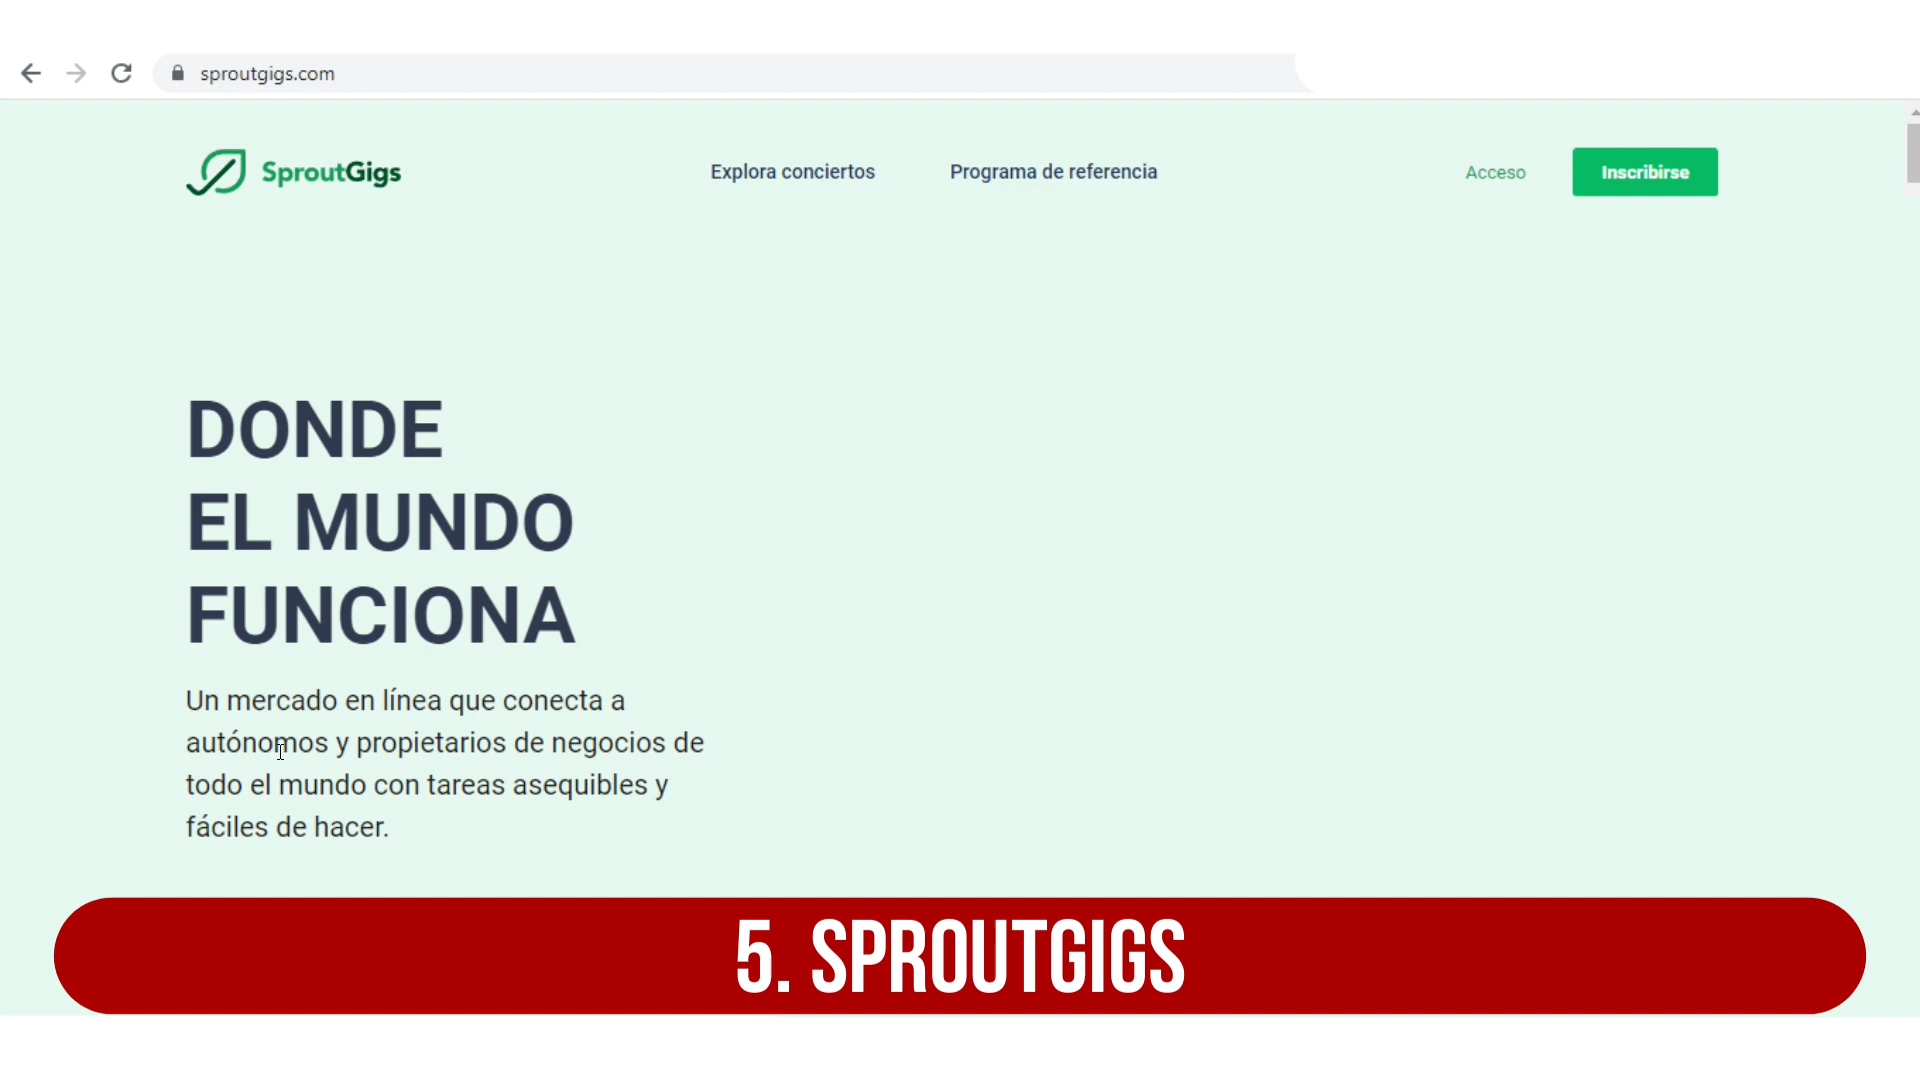 sproutgigs.com
SproutGigs
Explora conciertos
Programa de referencia
Acceso
Inscribirse
DONDE
EL MUNDO
FUNCIONA
Un mercado en línea que conecta a
autónomos y propietarios de negocios de
todo el mundo con tareas asequibles y
fáciles de hacer.
5. SPROUTGIGS